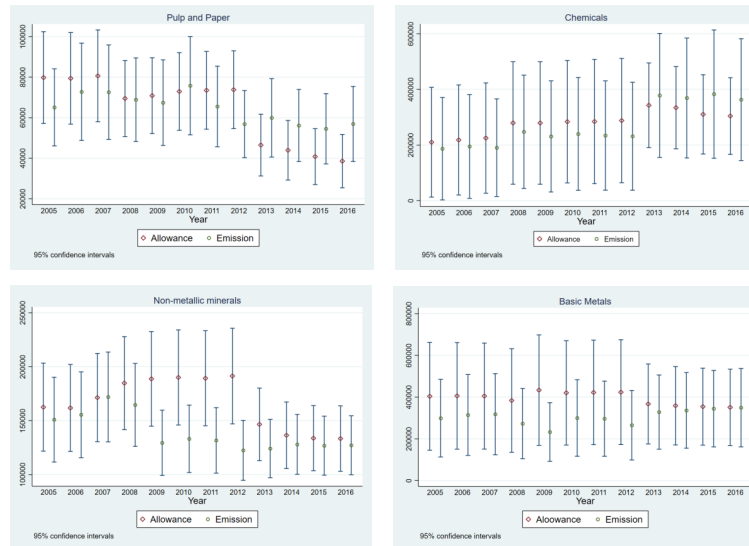 Pulp and Paper
100000
80000
60000
40000
20000
2005 2006 2007 2008 2009 2010 2011 2012 2013 2014 2015 2016
Year
Allowance Emission
95% confidence intervals
Chemicals
600000
400000
200000
0
2005 2006 2007 2008 2009 2010 2011 2012 2013 2014 2015 2016
Year
Allowance Emission
95% confidence intervals
Non-metallic minerals
250000
200000
150000
100000
2005 2006 2007 2008 2009 2010 2011 2012 2013 2014 2015 2016
Year
Allowance Emission
95% confidence intervals
Basic Metals
800000
600000
400000
200000
0
2005 2006 2007 2008 2009 2010 2011 2012 2013 2014 2015 2016
Year
Aloowance Emission
95% confidence intervals